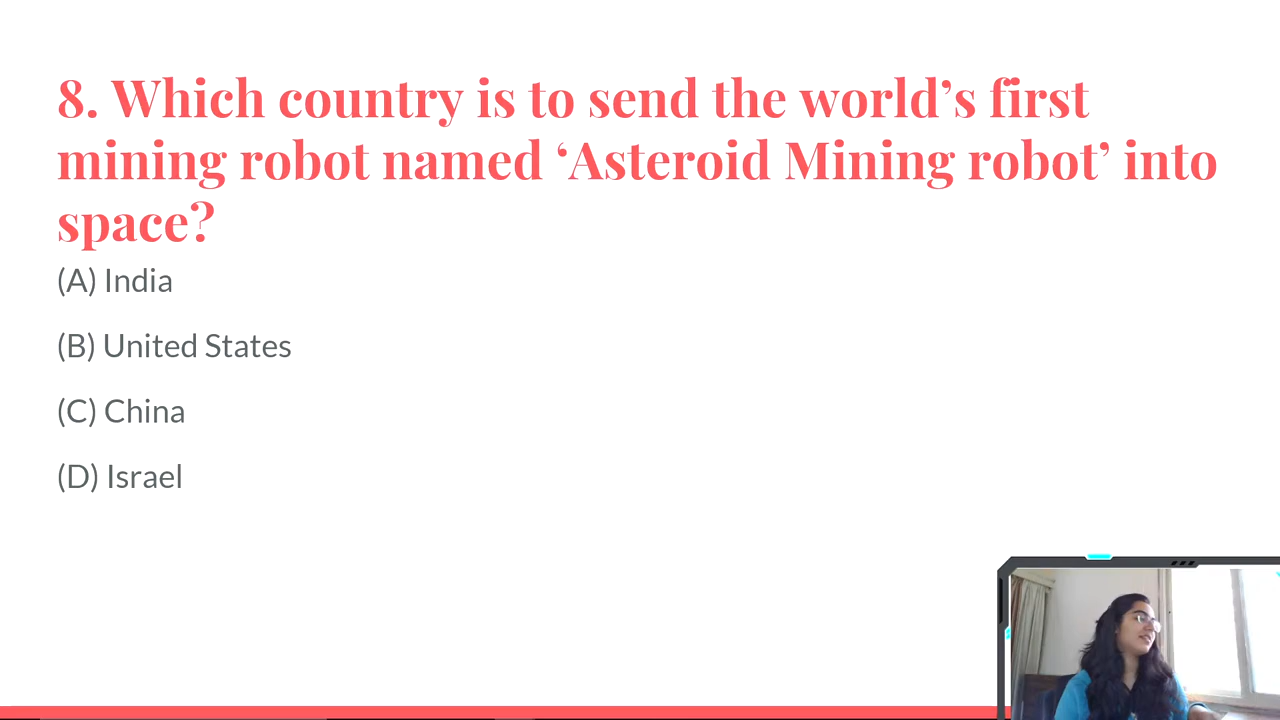 8. Which country is to send the world’s first
mining robot named ‘Asteroid Mining robot’ into
space?
(A) India
(B) United States
(C) China
(D) Israel